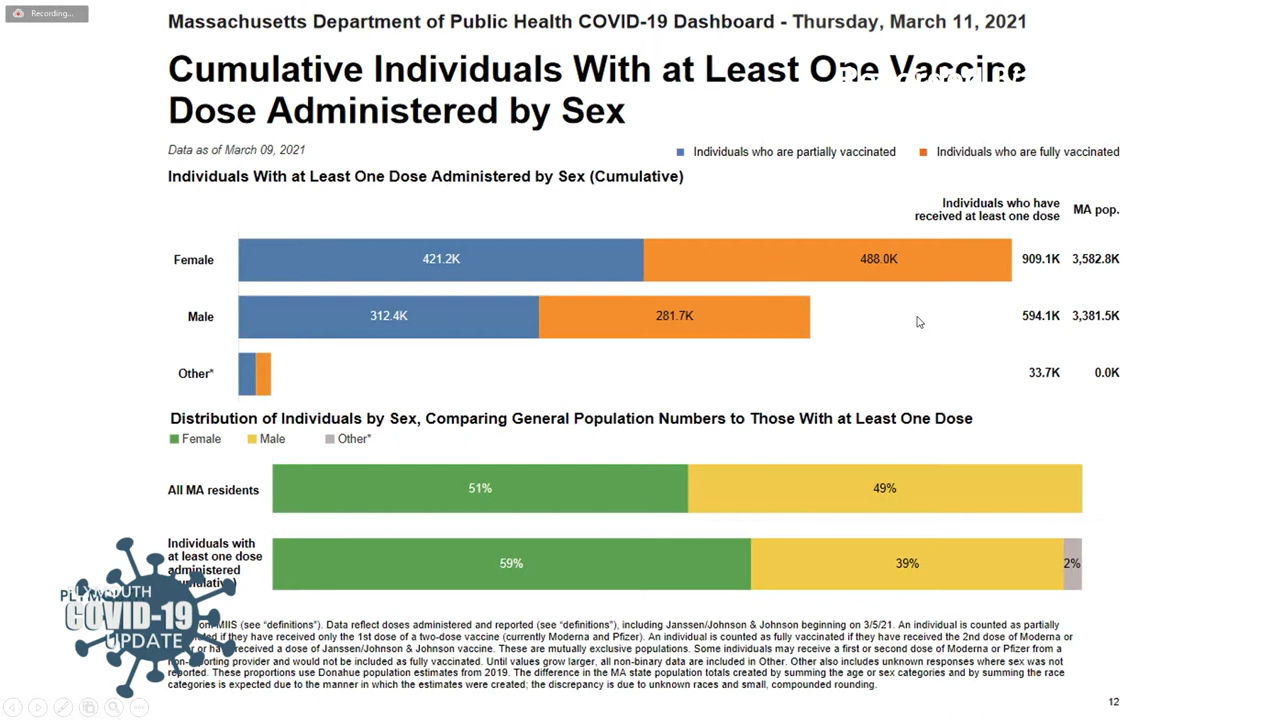 Recording...
Massachusetts Department of Public Health COVID-19 Dashboard - Thursday, March 11, 2021
Cumulative Individuals With at Least One Vaccine
Dose Administered by Sex
Data as of March 09, 2021
Individuals who are partially vaccinated
Individuals who are fully vaccinated
Individuals With at Least One Dose Administered by Sex (Cumulative)
Individuals who have
received at least one dose
MA pop.
Female 421.2K 488.0K 909.1K 3,582.8K
Male 312.4K 281.7K 594.1K 3,381.5K
Other* 33.7K 0.0K
Distribution of Individuals by Sex, Comparing General Population Numbers to Those With at Least One Dose
Female Male Other*
All MA residents 51% 49%
Individuals with
at least one dose
administered
59% 39% 2%
PLYMOUTH
COVID-19
UPDATE
MIIS (see “definitions”). Data reflect doses administered and reported (see “definitions”), including Janssen/Johnson & Johnson beginning on 3/5/21. An individual is counted as partially
if they have received only the 1st dose of a two-dose vaccine (currently Moderna and Pfizer). An individual is counted as fully vaccinated if they have received the 2nd dose of Moderna or
received a dose of Janssen/Johnson & Johnson vaccine. These are mutually exclusive populations. Some individuals may receive a first or second dose of Moderna or Pfizer from a
non-reporting provider and would not be included as fully vaccinated. Until values grow larger, all non-binary data are included in Other. Other also includes unknown responses where sex was not
reported. These proportions use Donahue population estimates from 2019. The difference in the MA state population totals created by summing the age or sex categories and by summing the race
categories is expected due to the manner in which the estimates were created; the discrepancy is due to unknown races and small, compounded rounding.
12